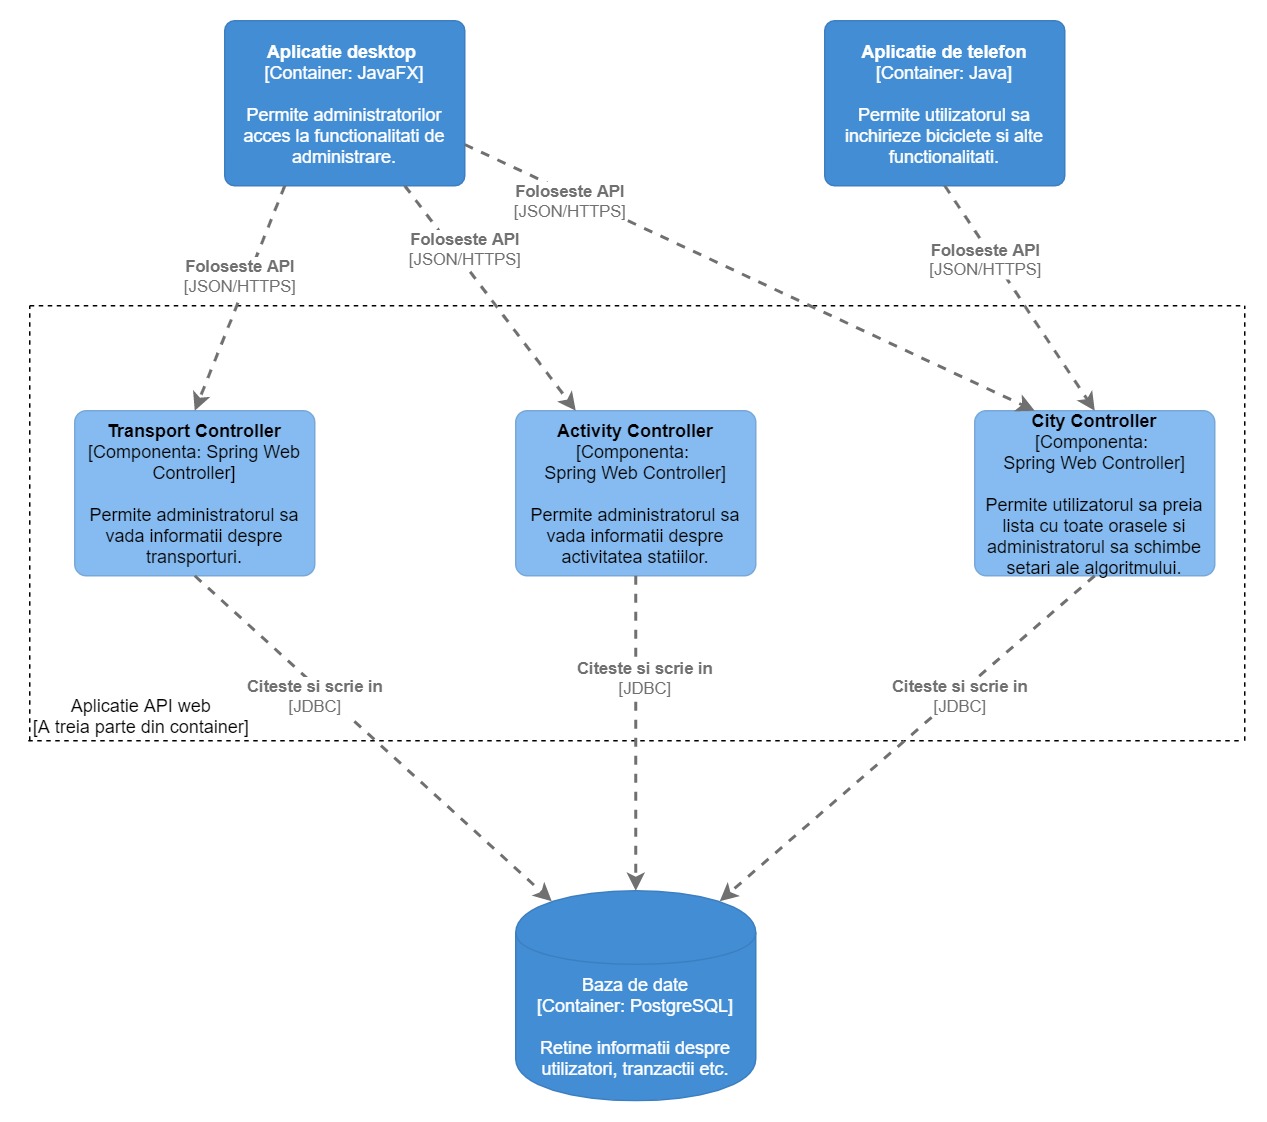 Aplicatie desktop
[Container: JavaFX]
Permite administratorilor
acces la functionalitati de
administrare.
Aplicatie de telefon
[Container: Java]
Permite utilizatorul sa
inchirieze biciclete si alte
functionalitati.
Foloseste API
[JSON/HTTPS]
Foloseste API
[JSON/HTTPS]
Foloseste API
[JSON/HTTPS]
Foloseste API
[JSON/HTTPS]
Transport Controller
[Componenta: Spring Web
Controller]
Permite administratorul sa
vada informatii despre
transporturi.
Activity Controller
[Componenta:
Spring Web Controller]
Permite administratorul sa
vada informatii despre
activitatea statiilor.
City Controller
[Componenta:
Spring Web Controller]
Permite utilizatorul sa preia
lista cu toate orasele si
administratorul sa schimbe
setari ale algoritmului.
Citeste si scrie in
[JDBC]
Citeste si scrie in
[JDBC]
Citeste si scrie in
[JDBC]
Aplicatie API web
[A treia parte din container]
Baza de date
[Container: PostgreSQL]
Retine informatii despre
utilizatori, tranzactii etc.